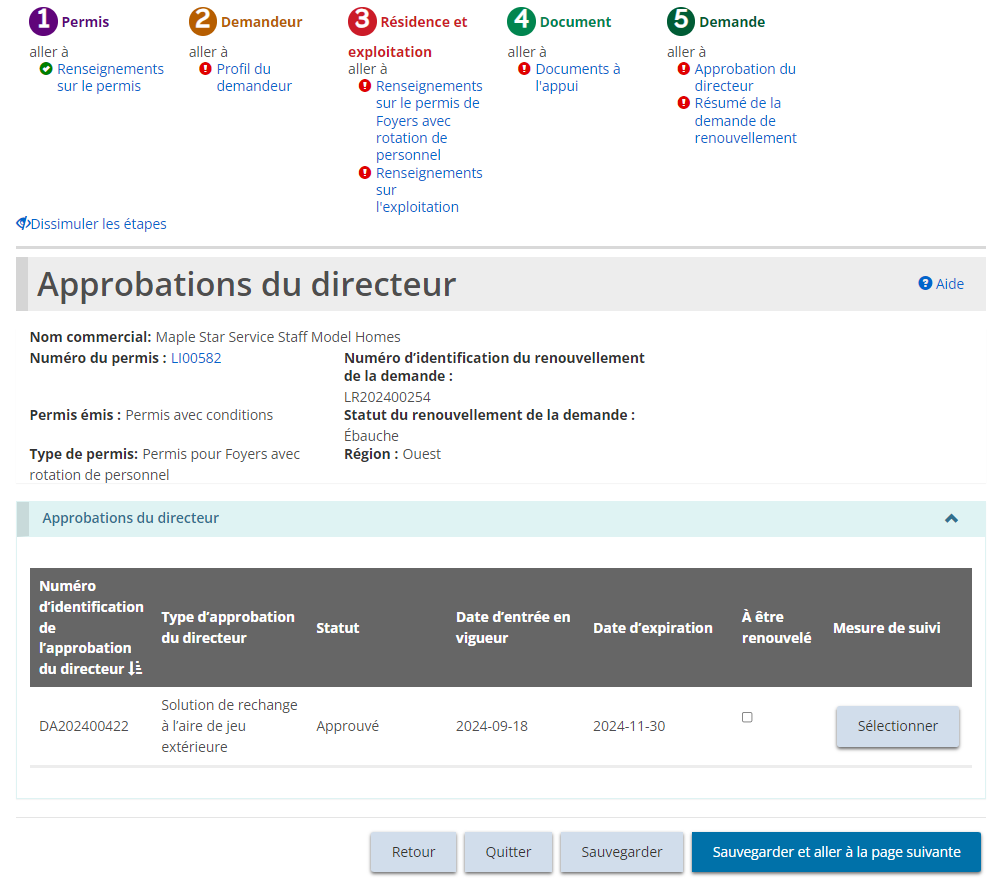 1 Permis
aller à
Renseignements
sur le permis
2 Demandeur
aller à
Profil du
demandeur
3 Résidence et
exploitation
aller à
Renseignements
sur le permis de
Foyers avec
rotation de
personnel
Renseignements
sur
l'exploitation
4 Document
aller à
Documents à
l'appui
5 Demande
aller à
Approbation du
directeur
Résumé de la
demande de
renouvellement
Dissimuler les étapes
Approbations du directeur
Aide
Nom commercial: Maple Star Service Staff Model Homes
Numéro du permis : LI00582
Numéro d’identification du renouvellement
de la demande :
LR202400254
Permis émis : Permis avec conditions
Statut du renouvellement de la demande :
Ébauche
Type de permis: Permis pour Foyers avec
rotation de personnel
Région : Ouest
Approbations du directeur
Numéro
d’identification
de
l’approbation
du directeur
Type d’approbation
du directeur
Statut
Date d’entrée en
vigueur
Date d’expiration
À être
renouvelé
Mesure de suivi
DA202400422
Solution de rechange
à l’aire de jeu
extérieure
Approuvé
2024-09-18
2024-11-30
Sélectionner
Retour
Quitter
Sauvegarder
Sauvegarder et aller à la page suivante